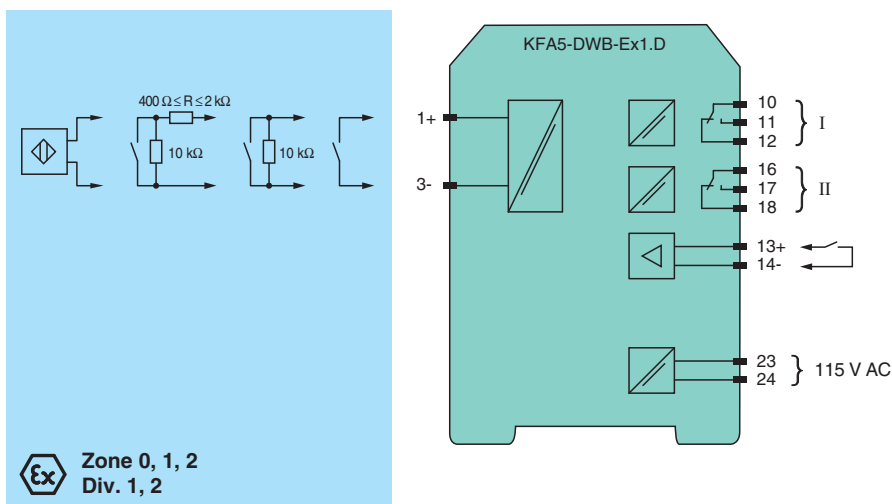 KFA5-DWB-Ex1.D
400 Ω ≤ R ≤ 2 kΩ
10 kΩ
10 kΩ
1+
3-
10
11
12
I
16
17
18
II
13+
14-
23
24
115 V AC
Ex
Zone 0, 1, 2
Div. 1, 2